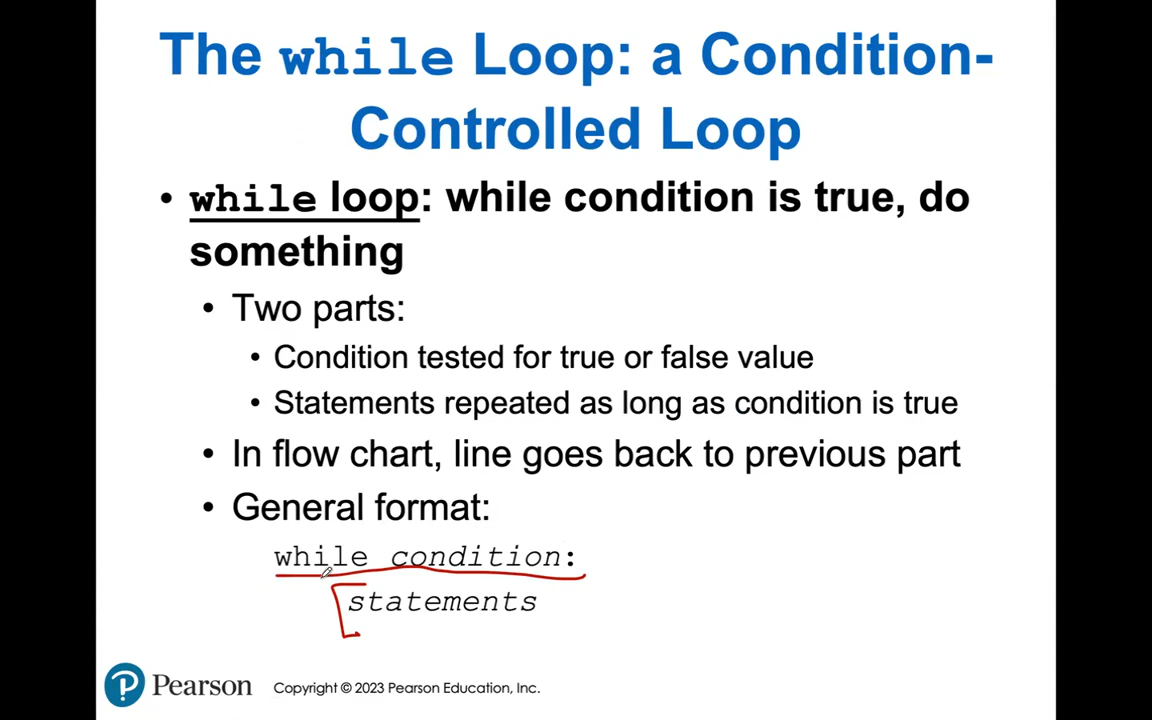 The while Loop: a Condition-
Controlled Loop
• while loop: while condition is true, do
something
• Two parts:
• Condition tested for true or false value
• Statements repeated as long as condition is true
• In flow chart, line goes back to previous part
• General format:
while condition:
statements
Pearson
Copyright © 2023 Pearson Education, Inc.